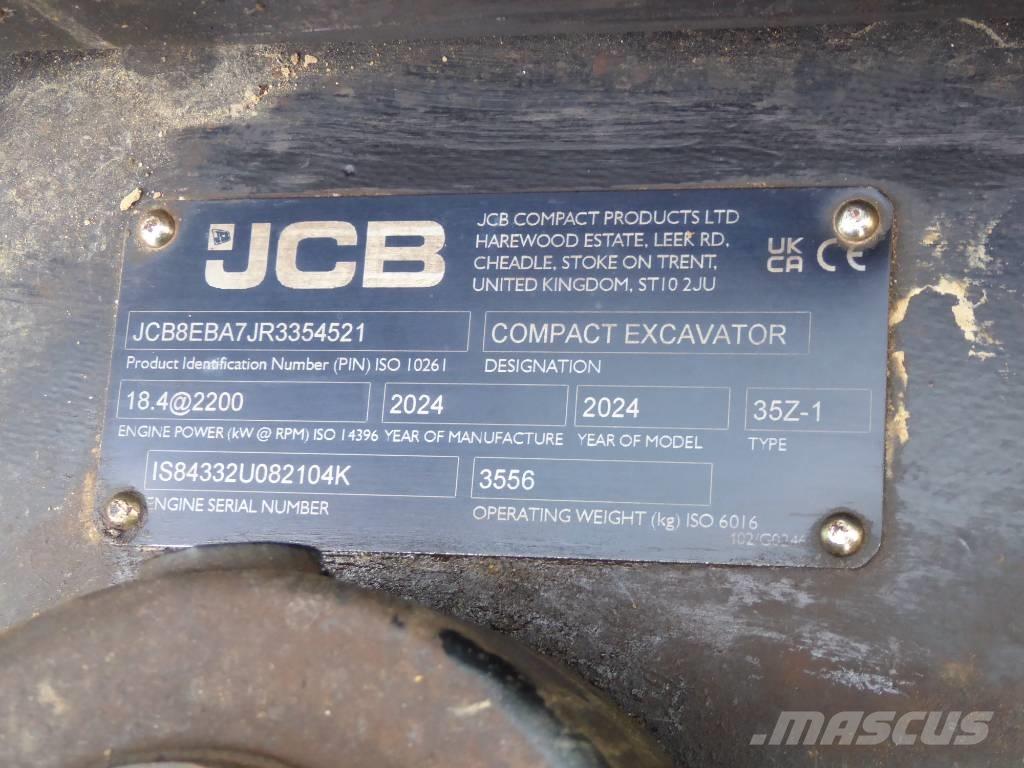 JCB
JCB COMPACT PRODUCTS LTD
HAREWOOD ESTATE, LEEK RD,
CHEADLE, STOKE ON TRENT,
UNITED KINGDOM, ST10 2JU
UK
CA CE
JCB8EBA7JR3354521
Product Identification Number (PIN) ISO 10261
COMPACT EXCAVATOR
DESIGNATION
18.4@2200
ENGINE POWER (kW @ RPM) ISO 14396
2024
YEAR OF MANUFACTURE
2024
YEAR OF MODEL
35Z-1
TYPE
IS84332U082104K
ENGINE SERIAL NUMBER
3556
OPERATING WEIGHT (kg) ISO 6016
MASCUS